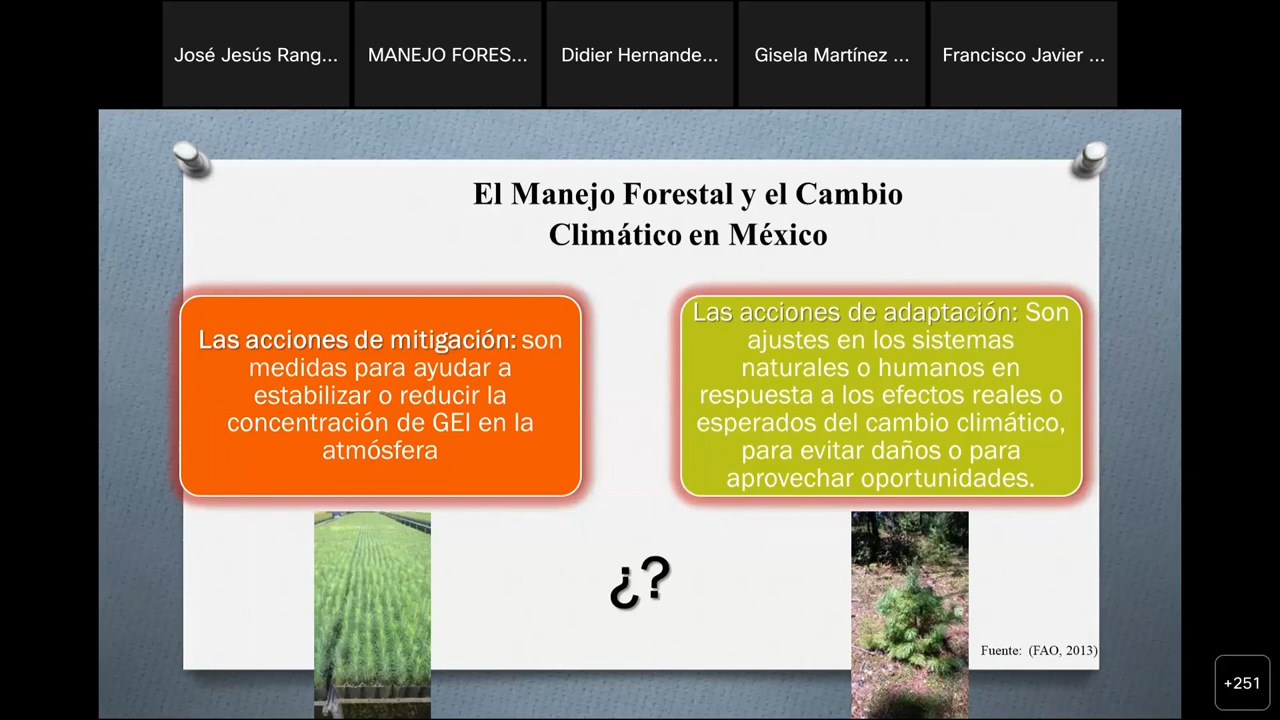 José Jesús Rang...
MANEJO FORES...
Didier Hernande...
Gisela Martínez ...
Francisco Javier ...
El Manejo Forestal y el Cambio
Climático en México
Las acciones de mitigación: son
medidas para ayudar a
estabilizar o reducir la
concentración de GEI en la
atmósfera
Las acciones de adaptación: Son
ajustes en los sistemas
naturales o humanos en
respuesta a los efectos reales o
esperados del cambio climático,
para evitar daños o para
aprovechar oportunidades.
¿?
Fuente: (FAO, 2013)
+251